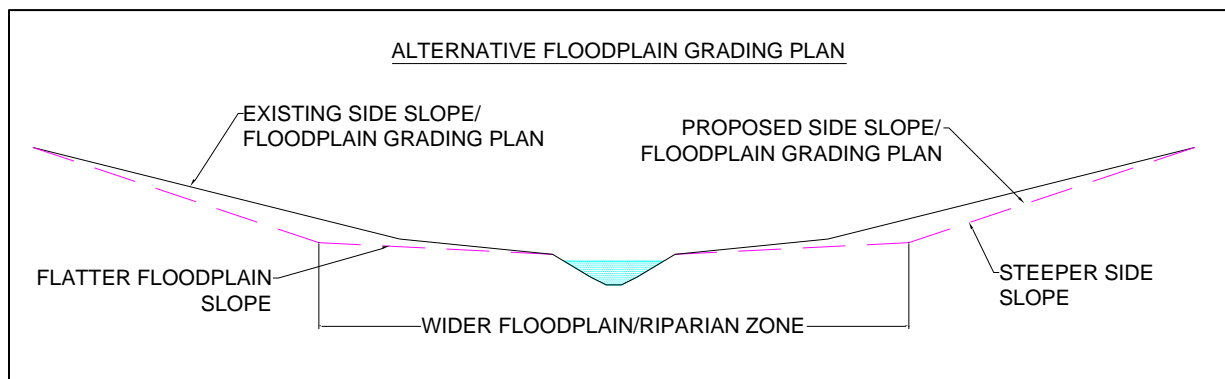 ALTERNATIVE FLOODPLAIN GRADING PLAN
EXISTING SIDE SLOPE/
FLOODPLAIN GRADING PLAN
PROPOSED SIDE SLOPE/
FLOODPLAIN GRADING PLAN
FLATTER FLOODPLAIN
SLOPE
STEEPER SIDE
SLOPE
WIDER FLOODPLAIN/RIPARIAN ZONE